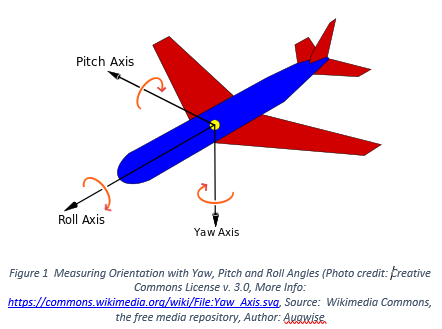 Pitch Axis
Roll Axis
Yaw Axis
Figure 1 Measuring Orientation with Yaw, Pitch and Roll Angles (Photo credit: Creative
Commons License v. 3.0, More Info:
https://commons.wikimedia.org/wiki/File:Yaw_Axis.svg, Source: Wikimedia Commons,
the free media repository, Author: Auawise